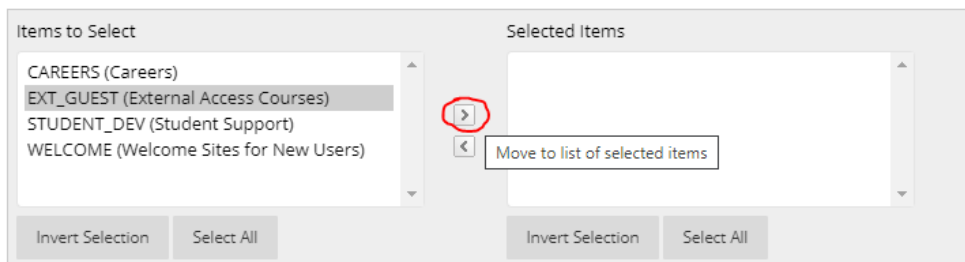 Items to Select
Selected Items
CAREERS (Careers)
EXT_GUEST (External Access Courses)
STUDENT_DEV (Student Support)
WELCOME (Welcome Sites for New Users)
Move to list of selected items
Invert Selection
Select All
Invert Selection
Select All